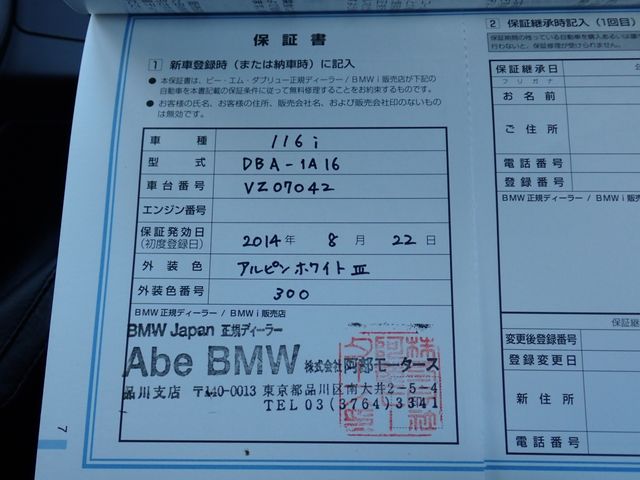 保証書
1 新車登録時（または納車時）に記入
● 本保証書は、ビー・エム・ダブリュー正規ディーラー / BMW i 販売店が下記の
自動車を本書記載の保証条件に従って無料修理することをお約束するものです。
● お客様の氏名、お客様の住所、販売会社名、および販売会社印のないものは
無効です。
車種 116i
型式 DBA-1A16
車台番号 VZ07042
エンジン番号
保証発効日
(初度登録日) 2014年 8月 22日
外装色 アルピンホワイトIII
外装色番号 300
BMW正規ディーラー / BMW i 販売店
BMW Japan 正規ディーラー
Abe BMW 株式会社 阿部モータース
品川支店 〒140-0013 東京都品川区南大井2-5-4
TEL 03(3764)3341
7
2 保証継承時記入（1回目）
保証継承日
フリガナ
お名前
ご住所
電話番号
登録番号
BMW正規ディーラー / BMW i 販売
保証継
変更後登録番号
登録変更日
新住所
電話番号